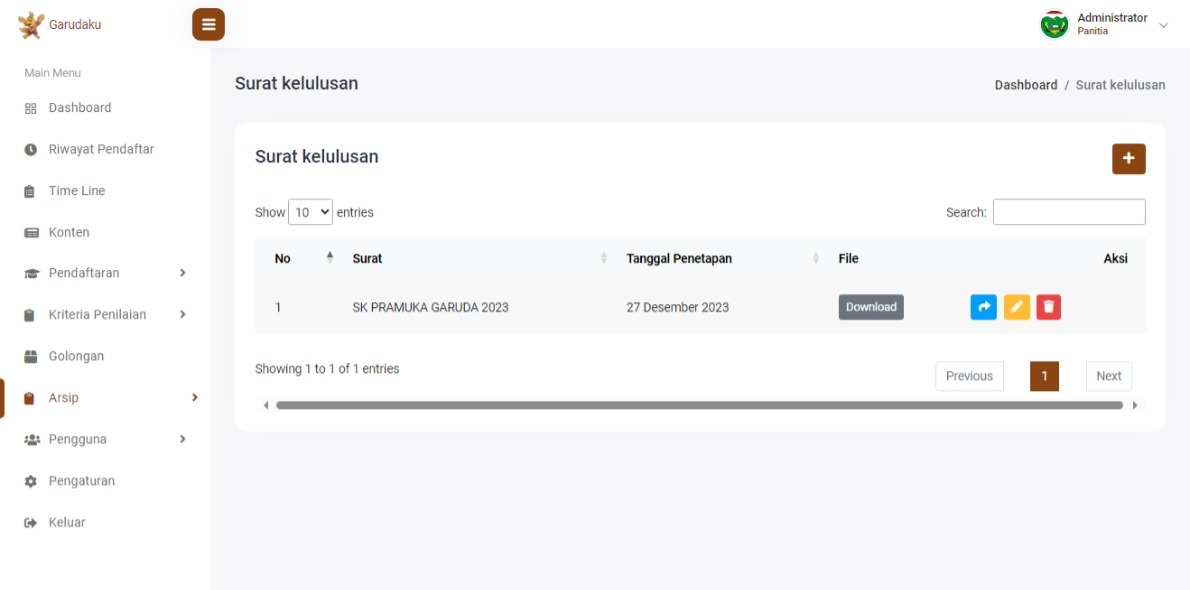 Garudaku
Administrator
Panitia
Main Menu
Dashboard
Riwayat Pendaftar
Time Line
Konten
Pendaftaran
Kriteria Penilaian
Golongan
Arsip
Pengguna
Pengaturan
Keluar
Surat kelulusan
Dashboard / Surat kelulusan
Surat kelulusan
Show 10 entries
Search:
No Surat Tanggal Penetapan File Aksi
1 SK PRAMUKA GARUDA 2023 27 Desember 2023 Download
Showing 1 to 1 of 1 entries
Previous 1 Next